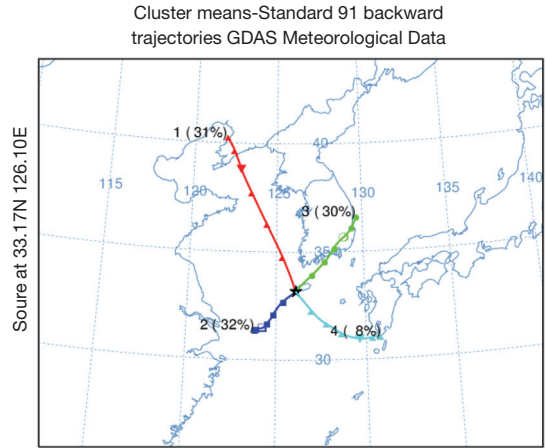 Cluster means-Standard 91 backward
trajectories GDAS Meteorological Data
Soure at 33.17N 126.10E
1 ( 31%)
40
115
120
125
130
135
140
3 ( 30%)
35
2 ( 32%)
4 ( 8%)
30